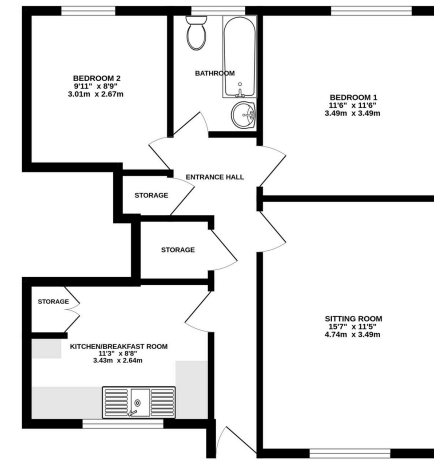 BEDROOM 2
9'11" x 8'9"
3.01m x 2.67m
BATHROOM
BEDROOM 1
11'6" x 11'6"
3.49m x 3.49m
ENTRANCE HALL
STORAGE
STORAGE
STORAGE
SITTING ROOM
15'7" x 11'5"
4.74m x 3.49m
KITCHEN/BREAKFAST ROOM
11'3" x 8'8"
3.43m x 2.64m